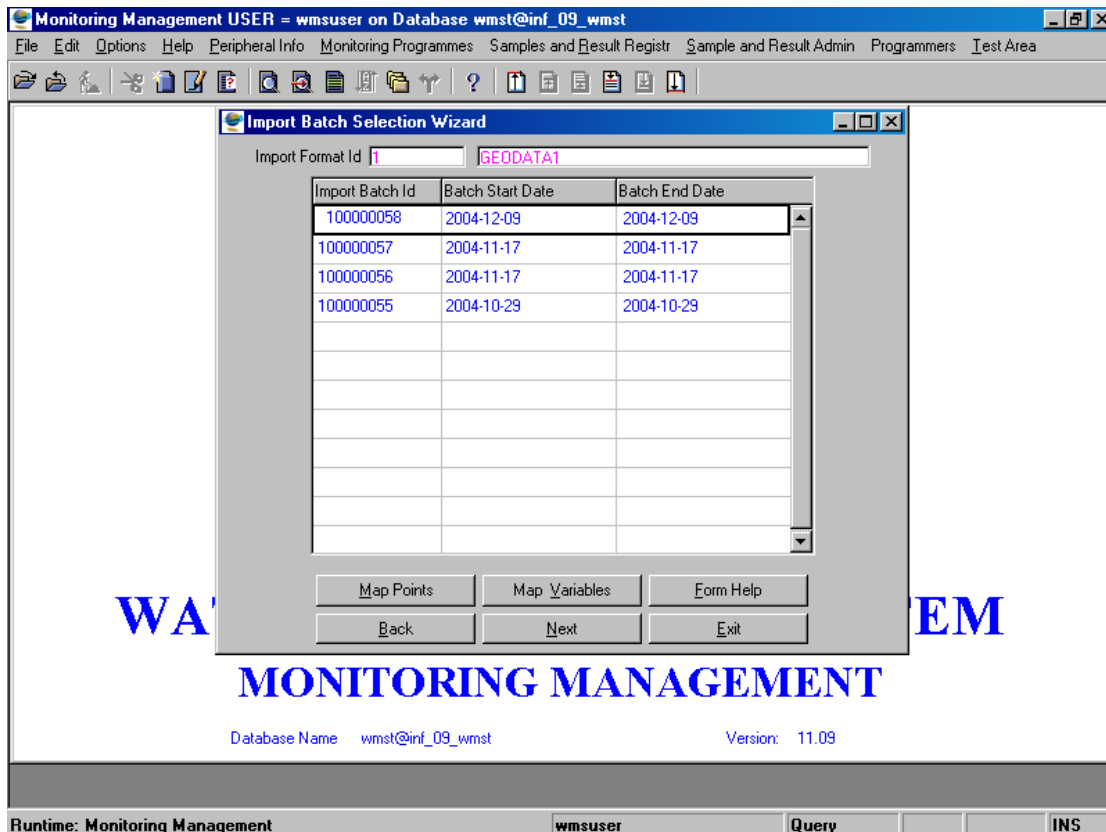 Monitoring Management USER = wmsuser on Database wmst@inf_09_wmst
File Edit Options Help Peripheral Info Monitoring Programmes Samples and Result Registr Sample and Result Admin Programmers Test Area
Import Batch Selection Wizard
Import Format Id 1 GEODATA1
Import Batch Id Batch Start Date Batch End Date
100000058 2004-12-09 2004-12-09
100000057 2004-11-17 2004-11-17
100000056 2004-11-17 2004-11-17
100000055 2004-10-29 2004-10-29
Map Points Map Variables Form Help
Back Next Exit
WA TEM
MONITORING MANAGEMENT
Database Name wmst@inf_09_wmst Version: 11.09
Runtime: Monitoring Management wmsuser Query INS